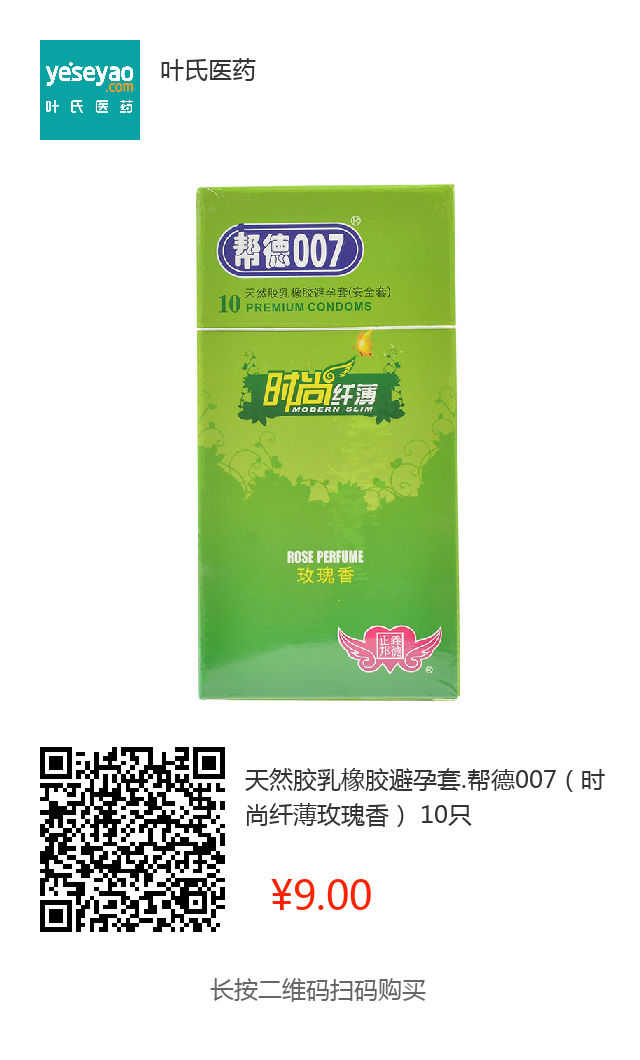 yeseyao
.com
叶氏医药
叶氏医药
帮德007®
天然胶乳橡胶避孕套(安全套)
10 PREMIUM CONDOMS
时尚纤薄
MODERN SLIM
ROSE PERFUME
玫瑰香
正義
邦德
®
天然胶乳橡胶避孕套.帮德007（时
尚纤薄玫瑰香） 10只
¥9.00
长按二维码扫码购买